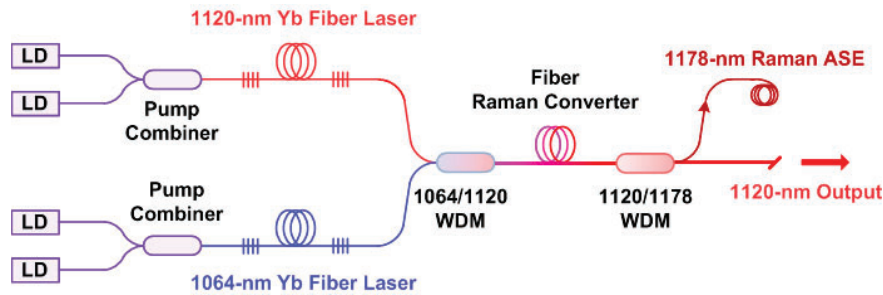 1120-nm Yb Fiber Laser
LD
LD
Pump
Combiner
Fiber
Raman Converter
1178-nm Raman ASE
Pump
Combiner
1064/1120
WDM
1120/1178
WDM
1120-nm Output
LD
LD
1064-nm Yb Fiber Laser